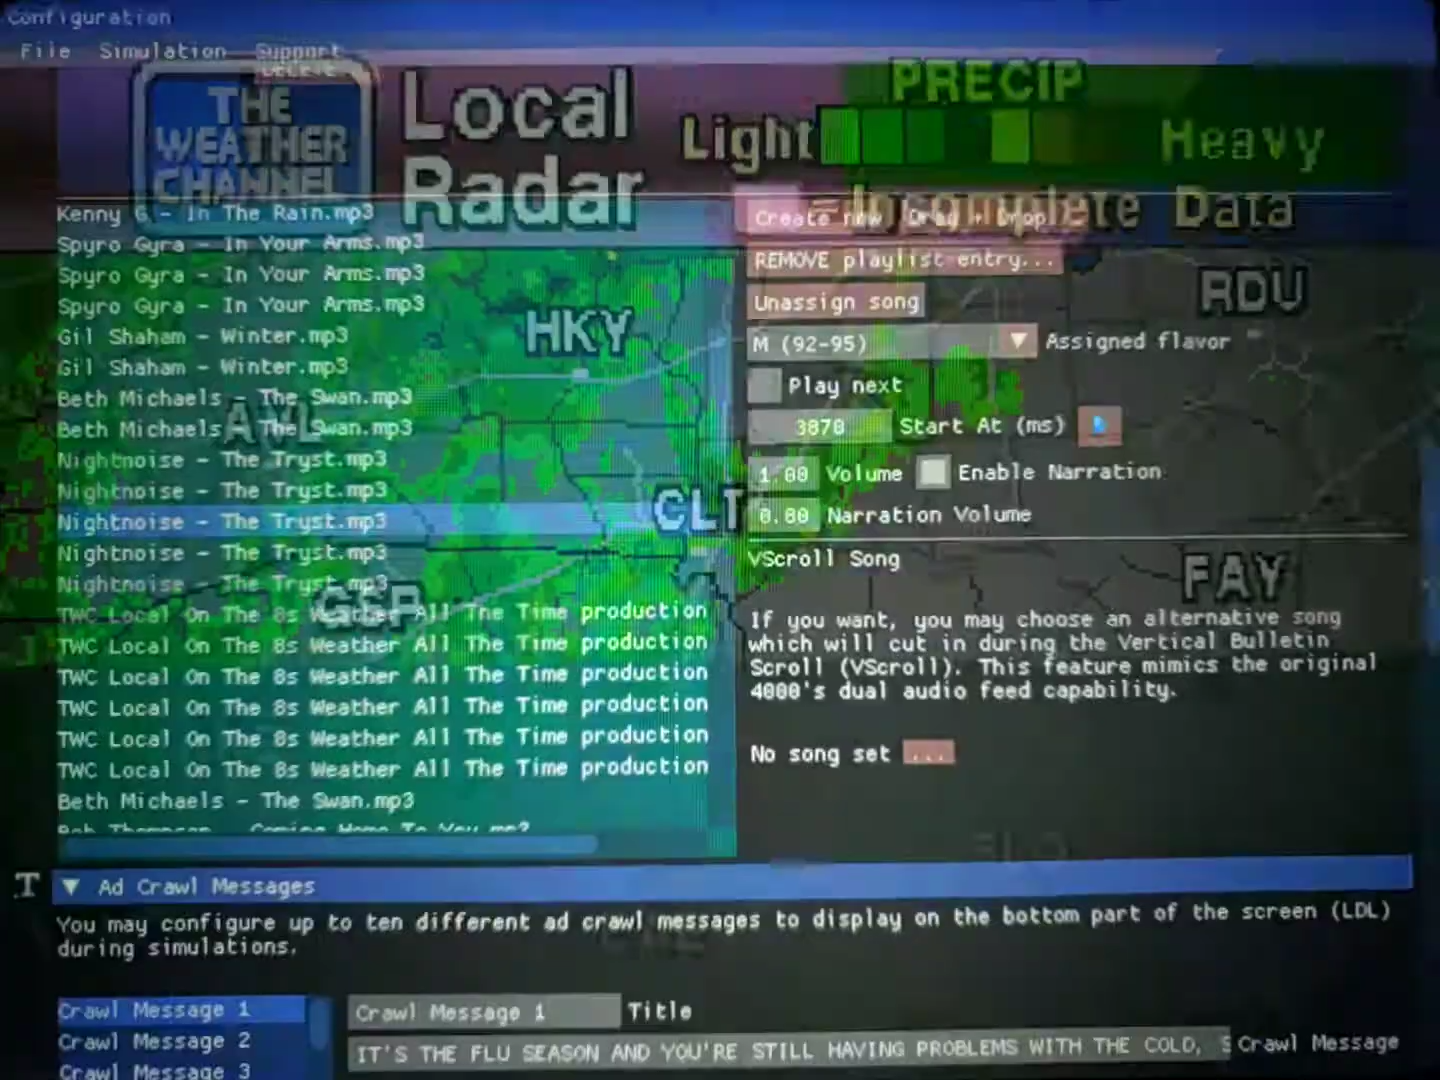 Configuration
File Simulation Support
DELETE
THE
WEATHER
CHANNEL
Local
Radar
PRECIP
Light Heavy
= Incomplete Data
Kenny G - In The Rain.mp3
Spyro Gyra - In Your Arms.mp3
Spyro Gyra - In Your Arms.mp3
Spyro Gyra - In Your Arms.mp3
Gil Shaham - Winter.mp3
Gil Shaham - Winter.mp3
Beth Michaels - The Swan.mp3
Beth Michaels - The Swan.mp3
Nightnoise - The Tryst.mp3
Nightnoise - The Tryst.mp3
Nightnoise - The Tryst.mp3
Nightnoise - The Tryst.mp3
Nightnoise - The Tryst.mp3
TWC Local On The 8s Weather All The Time production
TWC Local On The 8s Weather All The Time production
TWC Local On The 8s Weather All The Time production
TWC Local On The 8s Weather All The Time production
TWC Local On The 8s Weather All The Time production
TWC Local On The 8s Weather All The Time production
Beth Michaels - The Swan.mp3
Bob Thompson - Coming Home To You.mp3
HKY
AVL
CLT
GSP
RDU
FAY
Create new (Drag + Drop)
REMOVE playlist entry...
Unassign song
M (92-95) Assigned flavor
Play next
3870 Start At (ms)
1.00 Volume Enable Narration
0.80 Narration Volume
VScroll Song
If you want, you may choose an alternative song
which will cut in during the Vertical Bulletin
Scroll (VScroll). This feature mimics the original
4000's dual audio feed capability.
No song set ...
T
Ad Crawl Messages
You may configure up to ten different ad crawl messages to display on the bottom part of the screen (LDL)
during simulations.
Crawl Message 1
Crawl Message 2
Crawl Message 3
Crawl Message 1 Title
IT'S THE FLU SEASON AND YOU'RE STILL HAVING PROBLEMS WITH THE COLD, S Crawl Message